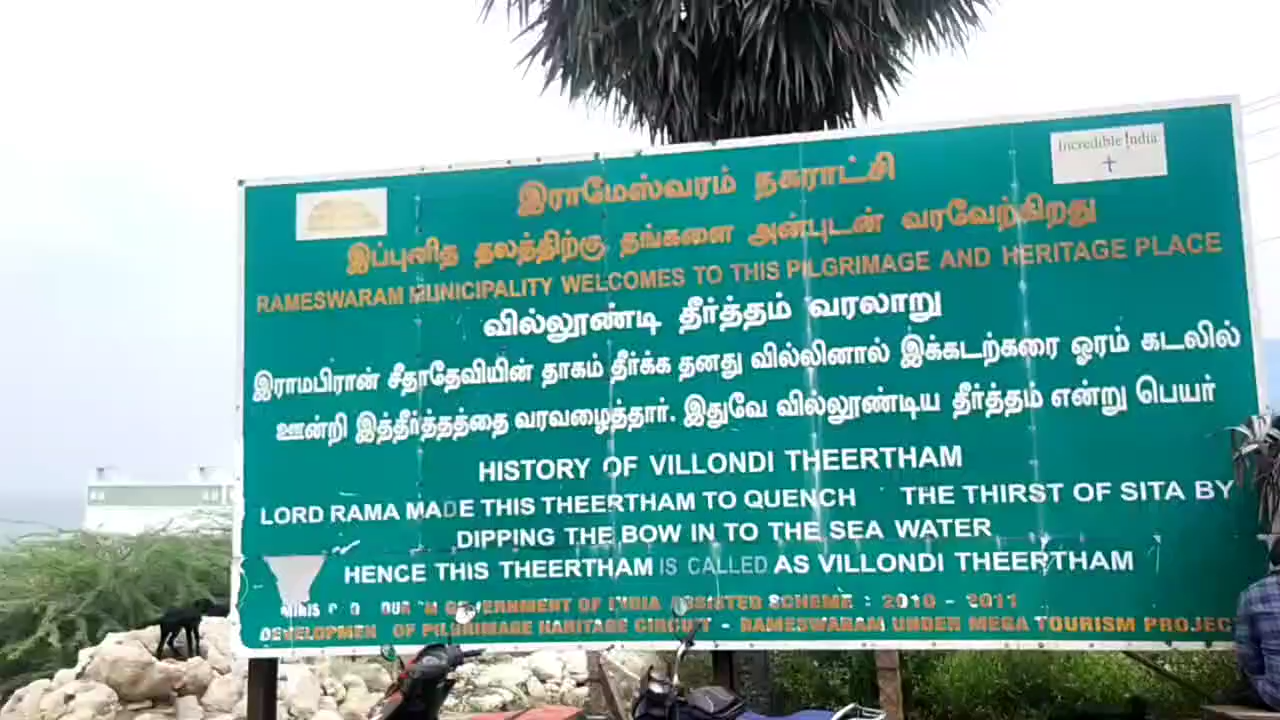 இராமேஸ்வரம் நகராட்சி
Incredible India
இப்புனித தலத்திற்கு தங்களை அன்புடன் வரவேற்கிறது
RAMESWARAM MUNICIPALITY WELCOMES TO THIS PILGRIMAGE AND HERITAGE PLACE
வில்லூண்டி தீர்த்தம் வரலாறு
இராமபிரான் சீதாதேவியின் தாகம் தீர்க்க தனது வில்லினால் இக்கடற்கரை ஓரம் கடலில்
ஊன்றி இத்தீர்த்தத்தை வரவழைத்தார். இதுவே வில்லூண்டிய தீர்த்தம் என்று பெயர்
HISTORY OF VILLONDI THEERTHAM
LORD RAMA MADE THIS THEERTHAM TO QUENCH THE THIRST OF SITA BY
DIPPING THE BOW IN TO THE SEA WATER
HENCE THIS THEERTHAM IS CALLED AS VILLONDI THEERTHAM
GOVERNMENT OF INDIA ASSISTED SCHEME : 2010 - 2011
DEVELOPMEN OF PILGRIMAGE HARITAGE CIRCUIT - RAMESWARAM UNDER MEGA TOURISM PROJEC